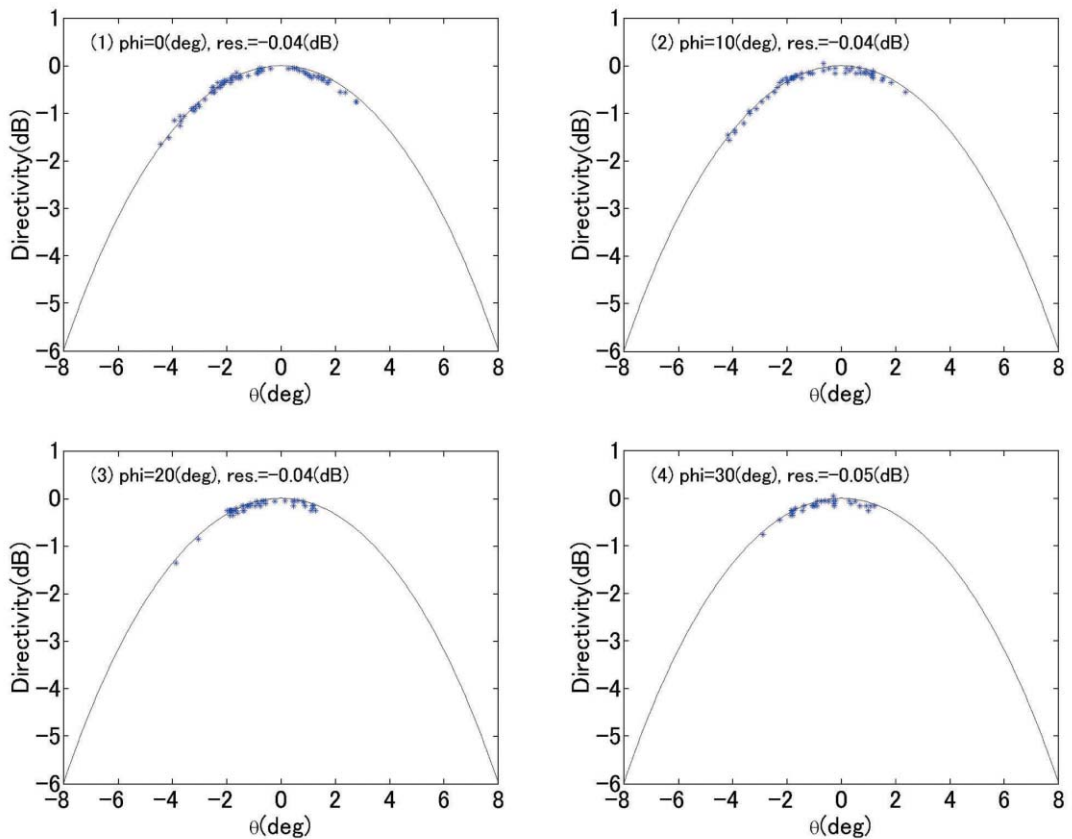 (1) phi=0(deg), res.=-0.04(dB)
1
0
-1
-2
-3
-4
-5
-6
Directivity(dB)
-8 -6 -4 -2 0 2 4 6 8
θ(deg)
(2) phi=10(deg), res.=-0.04(dB)
1
0
-1
-2
-3
-4
-5
-6
Directivity(dB)
-8 -6 -4 -2 0 2 4 6 8
θ(deg)
(3) phi=20(deg), res.=-0.04(dB)
1
0
-1
-2
-3
-4
-5
-6
Directivity(dB)
-8 -6 -4 -2 0 2 4 6 8
θ(deg)
(4) phi=30(deg), res.=-0.05(dB)
1
0
-1
-2
-3
-4
-5
-6
Directivity(dB)
-8 -6 -4 -2 0 2 4 6 8
θ(deg)